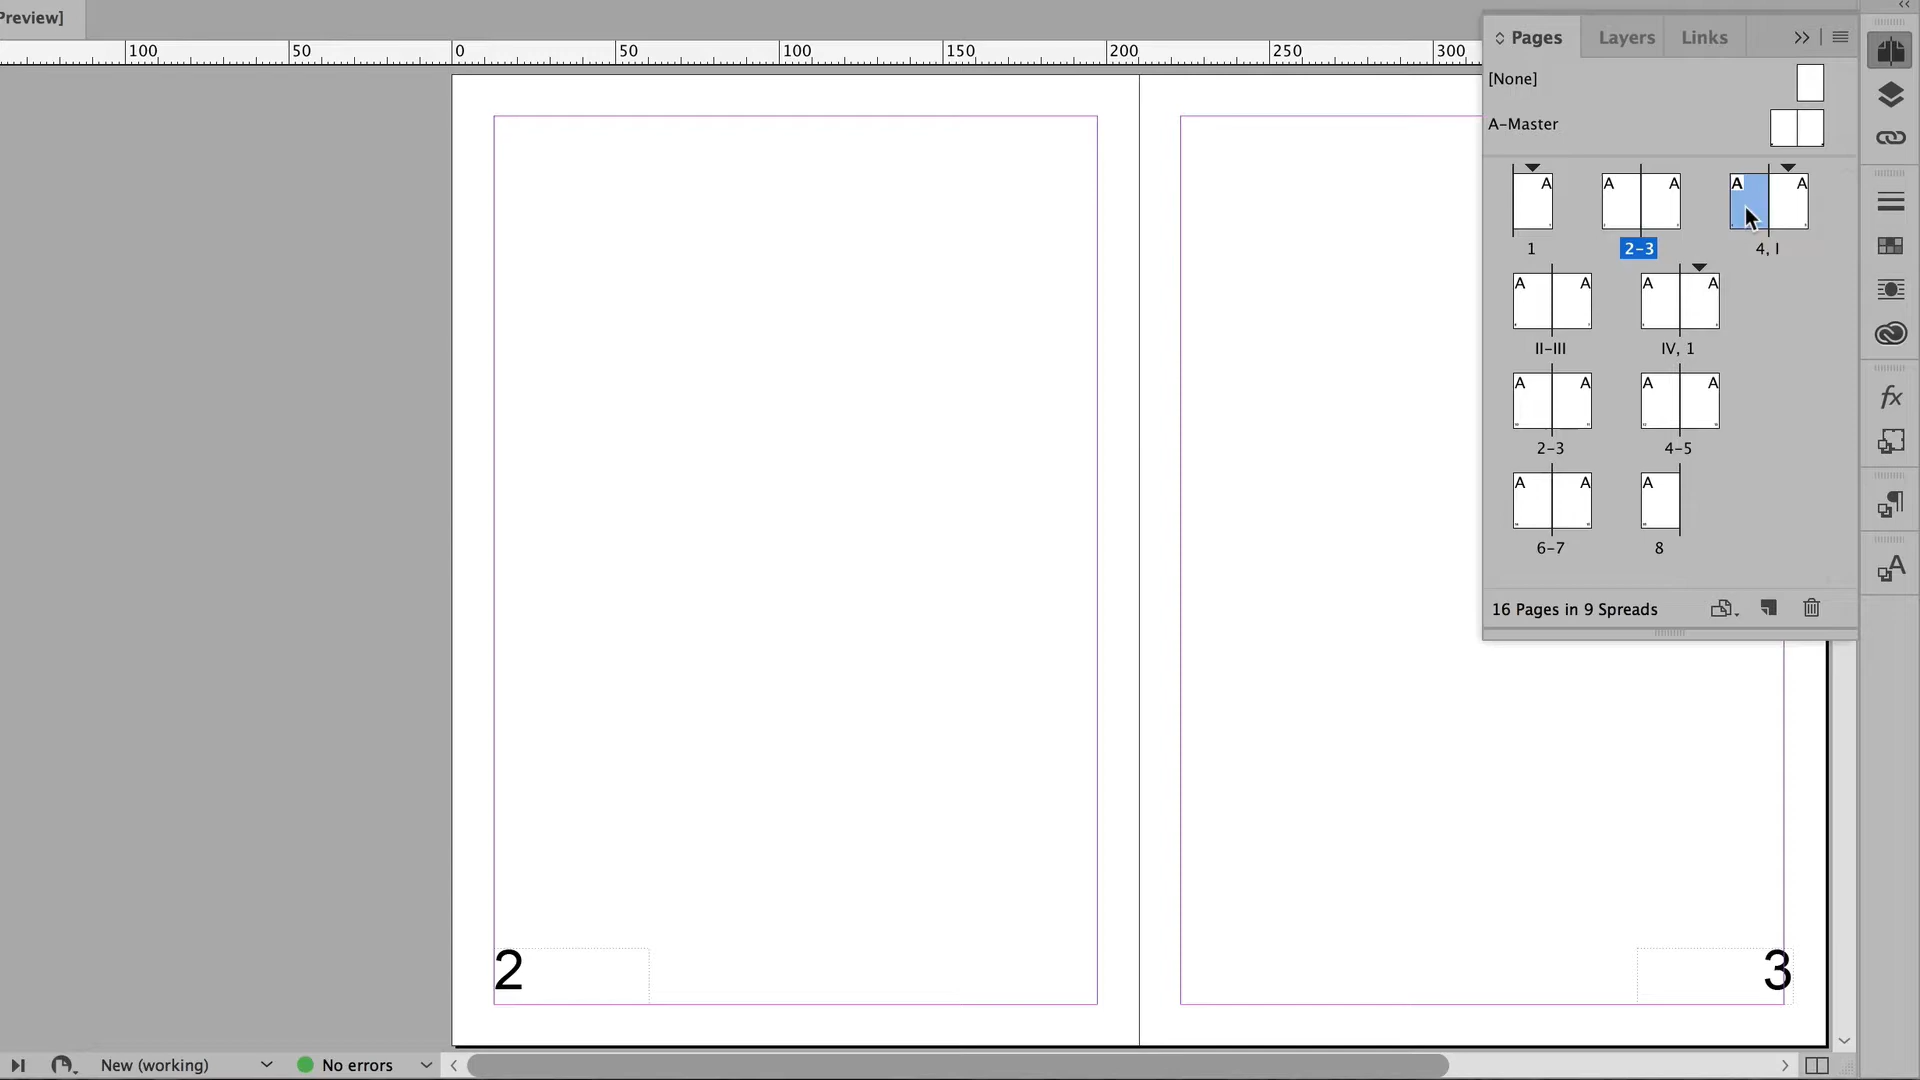 Preview]
100 50 0 50 100 150 200 250 300
Pages Layers Links
[None]
A-Master
A A A A A
1 2-3 4, I
A A A A
II-III IV, 1
A A A A
2-3 4-5
A A A
6-7 8
16 Pages in 9 Spreads
fx
A
2 3
New (working) No errors